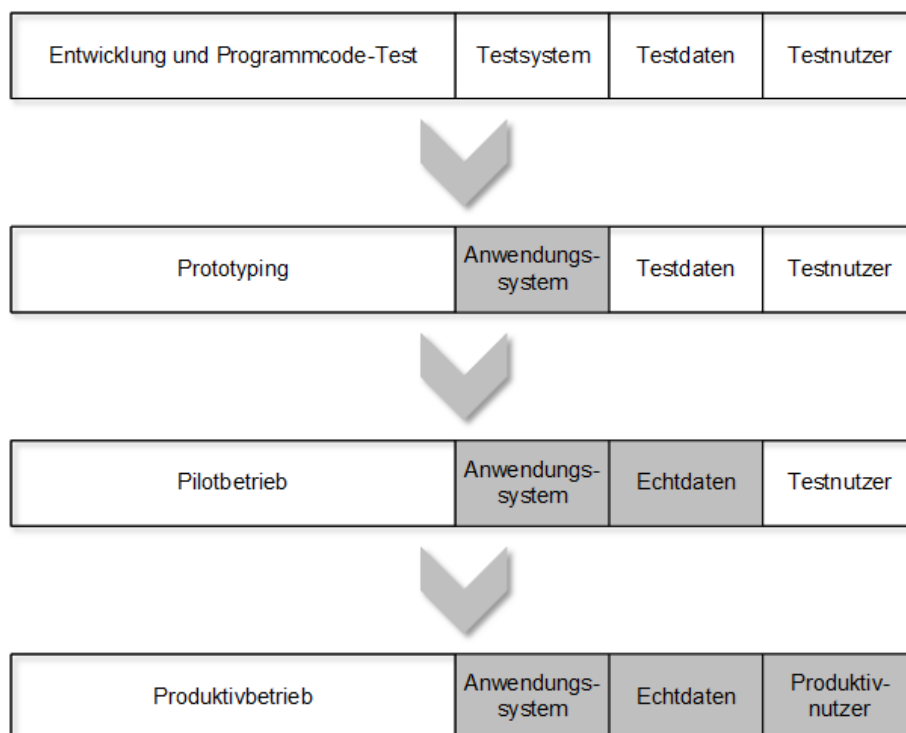 Entwicklung und Programmcode-Test
Testsystem
Testdaten
Testnutzer
Prototyping
Anwendungs-
system
Testdaten
Testnutzer
Pilotbetrieb
Anwendungs-
system
Echtdaten
Testnutzer
Produktivbetrieb
Anwendungs-
system
Echtdaten
Produktiv-
nutzer